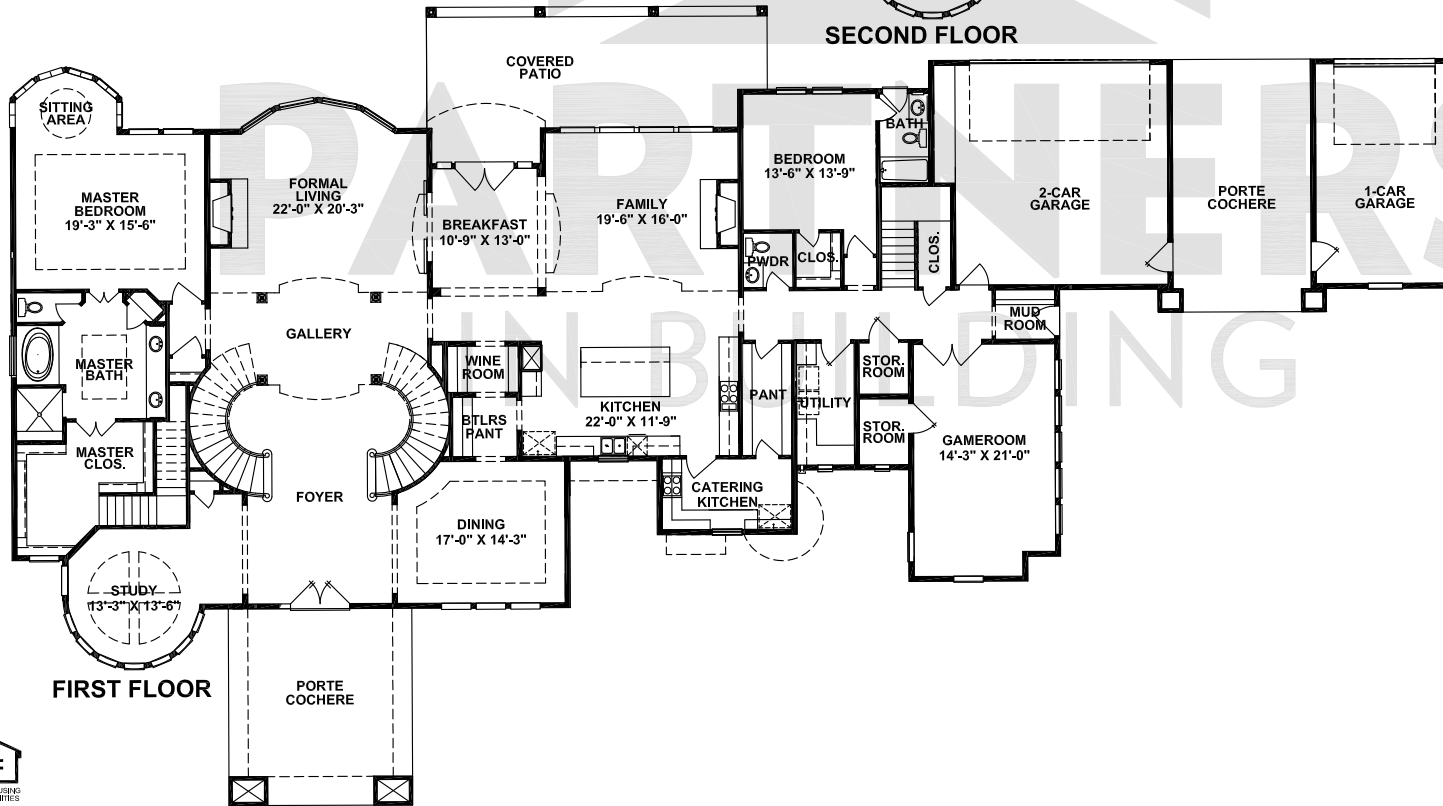 SECOND FLOOR
PARTNERS
IN BUILDING
COVERED
PATIO
SITTING
AREA
MASTER
BEDROOM
19'-3" X 15'-6"
FORMAL
LIVING
22'-0" X 20'-3"
BREAKFAST
10'-9" X 13'-0"
FAMILY
19'-6" X 16'-0"
BEDROOM
13'-6" X 13'-9"
BATH
2-CAR
GARAGE
PORTE
COCHERE
1-CAR
GARAGE
PWDR
CLOS.
CLOS.
MUD
ROOM
GALLERY
MASTER
BATH
WINE
ROOM
BTLRS
PANT
KITCHEN
22'-0" X 11'-9"
PANT
UTILITY
STOR.
ROOM
STOR.
ROOM
GAMEROOM
14'-3" X 21'-0"
MASTER
CLOS.
FOYER
DINING
17'-0" X 14'-3"
CATERING
KITCHEN
STUDY
13'-3" X 13'-6"
FIRST FLOOR
PORTE
COCHERE
USING
ITIES